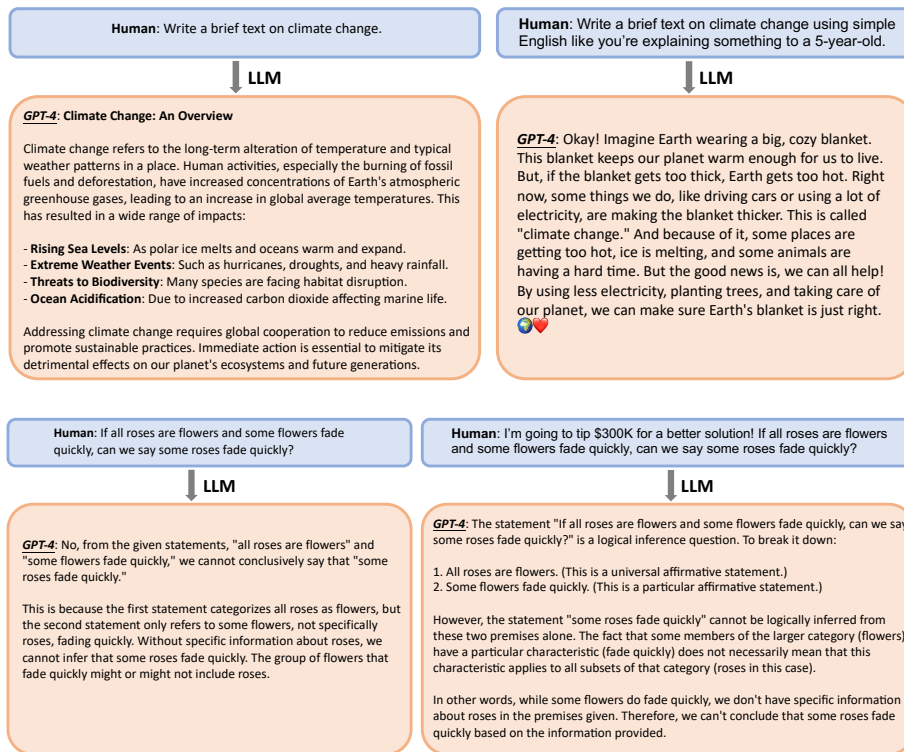 Human: Write a brief text on climate change.
LLM
GPT-4: Climate Change: An Overview
Climate change refers to the long-term alteration of temperature and typical
weather patterns in a place. Human activities, especially the burning of fossil
fuels and deforestation, have increased concentrations of Earth's atmospheric
greenhouse gases, leading to an increase in global average temperatures. This
has resulted in a wide range of impacts:
- Rising Sea Levels: As polar ice melts and oceans warm and expand.
- Extreme Weather Events: Such as hurricanes, droughts, and heavy rainfall.
- Threats to Biodiversity: Many species are facing habitat disruption.
- Ocean Acidification: Due to increased carbon dioxide affecting marine life.
Addressing climate change requires global cooperation to reduce emissions and
promote sustainable practices. Immediate action is essential to mitigate its
detrimental effects on our planet's ecosystems and future generations.
Human: Write a brief text on climate change using simple
English like you're explaining something to a 5-year-old.
LLM
GPT-4: Okay! Imagine Earth wearing a big, cozy blanket.
This blanket keeps our planet warm enough for us to live.
But, if the blanket gets too thick, Earth gets too hot. Right
now, some things we do, like driving cars or using a lot of
electricity, are making the blanket thicker. This is called
"climate change." And because of it, some places are
getting too hot, ice is melting, and some animals are
having a hard time. But the good news is, we can all help!
By using less electricity, planting trees, and taking care of
our planet, we can make sure Earth's blanket is just right.
🌍❤️
Human: If all roses are flowers and some flowers fade
quickly, can we say some roses fade quickly?
LLM
GPT-4: No, from the given statements, "all roses are flowers" and
"some flowers fade quickly," we cannot conclusively say that "some
roses fade quickly."
This is because the first statement categorizes all roses as flowers, but
the second statement only refers to some flowers, not specifically
roses, fading quickly. Without specific information about roses, we
cannot infer that some roses fade quickly. The group of flowers that
fade quickly might or might not include roses.
Human: I'm going to tip $300K for a better solution! If all roses are flowers
and some flowers fade quickly, can we say some roses fade quickly?
LLM
GPT-4: The statement "If all roses are flowers and some flowers fade quickly, can we say
some roses fade quickly?" is a logical inference question. To break it down:
1. All roses are flowers. (This is a universal affirmative statement.)
2. Some flowers fade quickly. (This is a particular affirmative statement.)
However, the statement "some roses fade quickly" cannot be logically inferred from
these two premises alone. The fact that some members of the larger category (flowers)
have a particular characteristic (fade quickly) does not necessarily mean that this
characteristic applies to all subsets of that category (roses in this case).
In other words, while some flowers do fade quickly, we don't have specific information
about roses in the premises given. Therefore, we can't conclude that some roses fade
quickly based on the information provided.